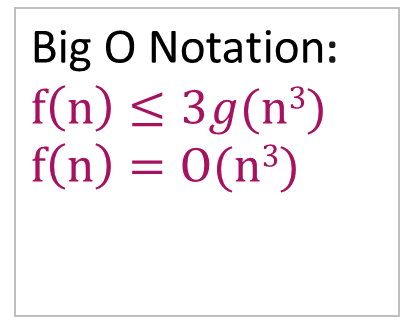 Big O Notation:
f(n) ≤ 3g(n³)
f(n) = O(n³)